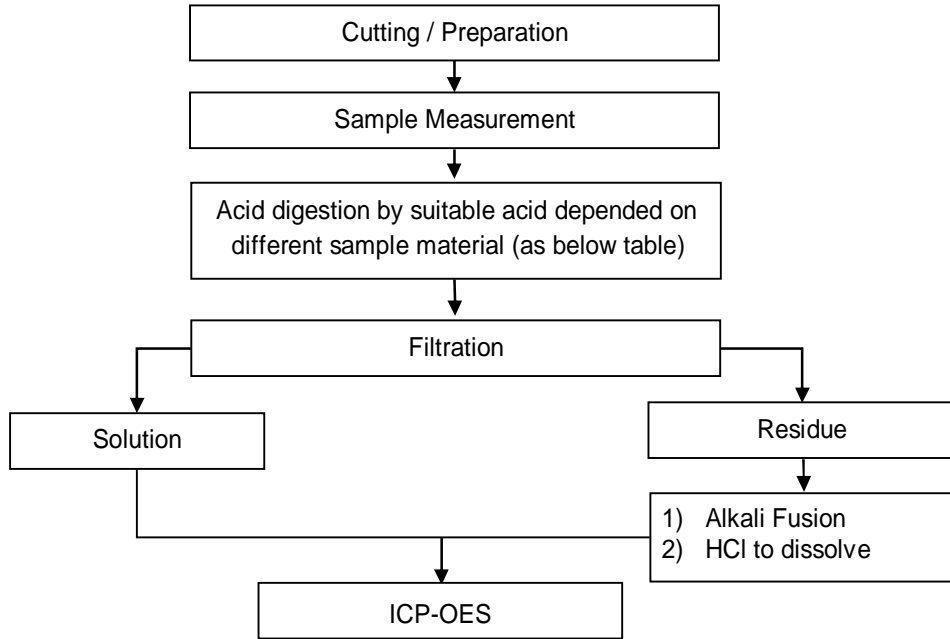 Cutting / Preparation
Sample Measurement
Acid digestion by suitable acid depended on
different sample material (as below table)
Filtration
Solution
Residue
1) Alkali Fusion
2) HCl to dissolve
ICP-OES